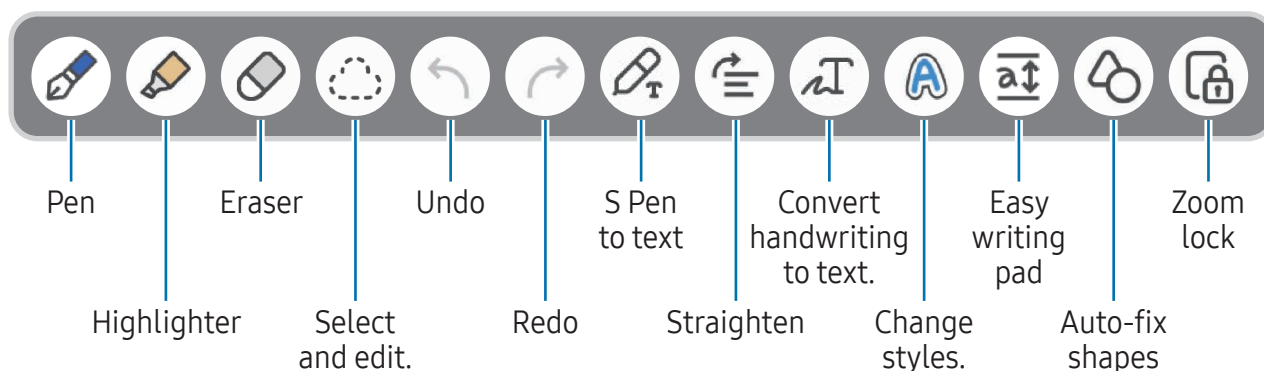 Pen
Eraser
Undo
S Pen
to text
Convert
handwriting
to text.
Easy
writing
pad
Zoom
lock
Highlighter
Select
and edit.
Redo
Straighten
Change
styles.
Auto-fix
shapes